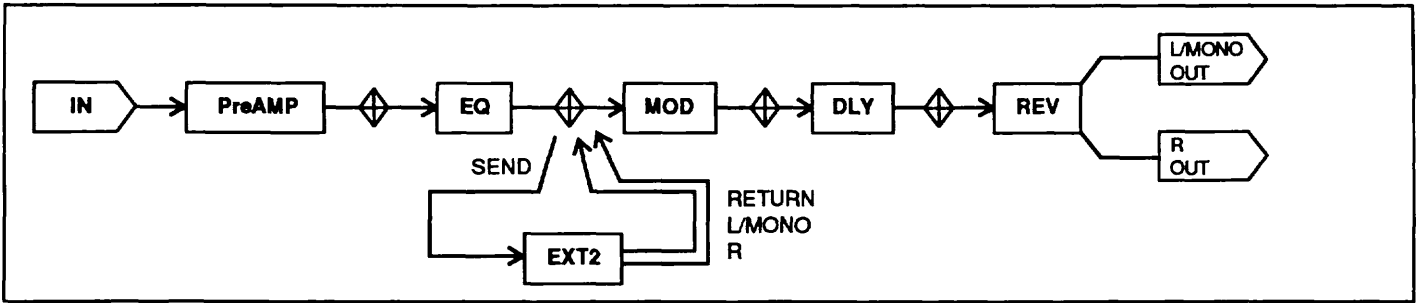 IN
PreAMP
EQ
MOD
DLY
REV
L/MONO
OUT
R
OUT
SEND
EXT2
RETURN
L/MONO
R